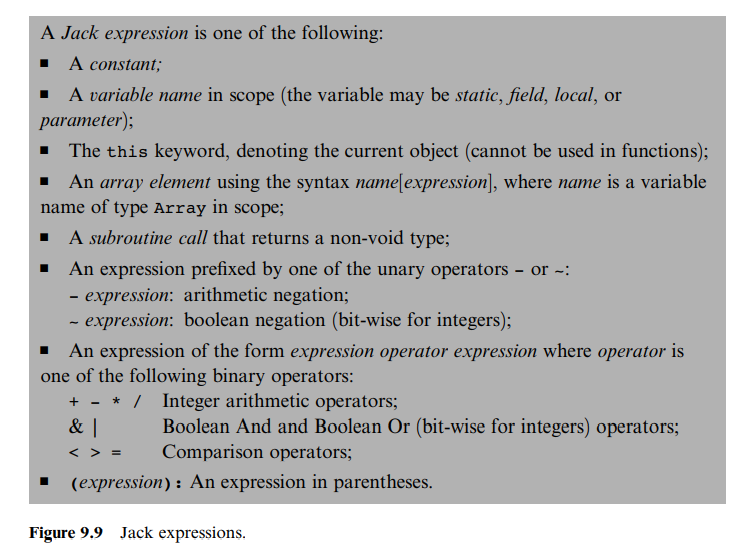 A Jack expression is one of the following:
■ A constant;
■ A variable name in scope (the variable may be static, field, local, or
parameter);
■ The this keyword, denoting the current object (cannot be used in functions);
■ An array element using the syntax name[expression], where name is a variable
name of type Array in scope;
■ A subroutine call that returns a non-void type;
■ An expression prefixed by one of the unary operators - or ~:
- expression: arithmetic negation;
~ expression: boolean negation (bit-wise for integers);
■ An expression of the form expression operator expression where operator is
one of the following binary operators:
+ - * / Integer arithmetic operators;
& | Boolean And and Boolean Or (bit-wise for integers) operators;
< > = Comparison operators;
■ (expression): An expression in parentheses.
Figure 9.9 Jack expressions.